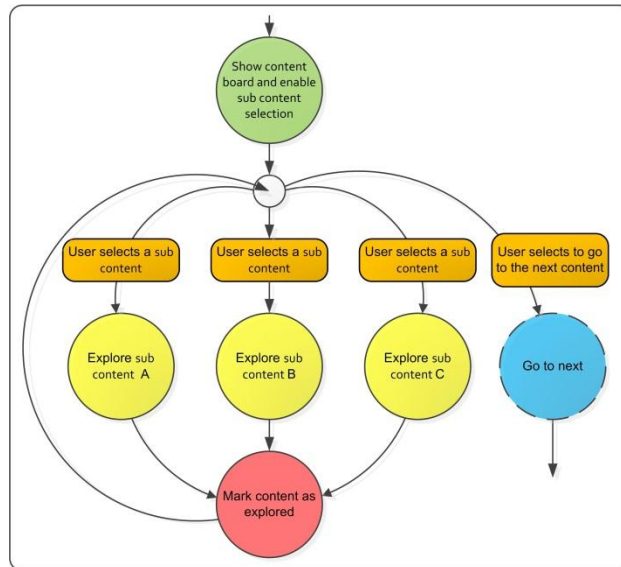 Show content
board and enable
sub content
selection
User selects a sub
content
User selects a sub
content
User selects a sub
content
User selects to go
to the next content
Explore sub
content A
Explore sub
content B
Explore sub
content C
Go to next
Mark content as
explored